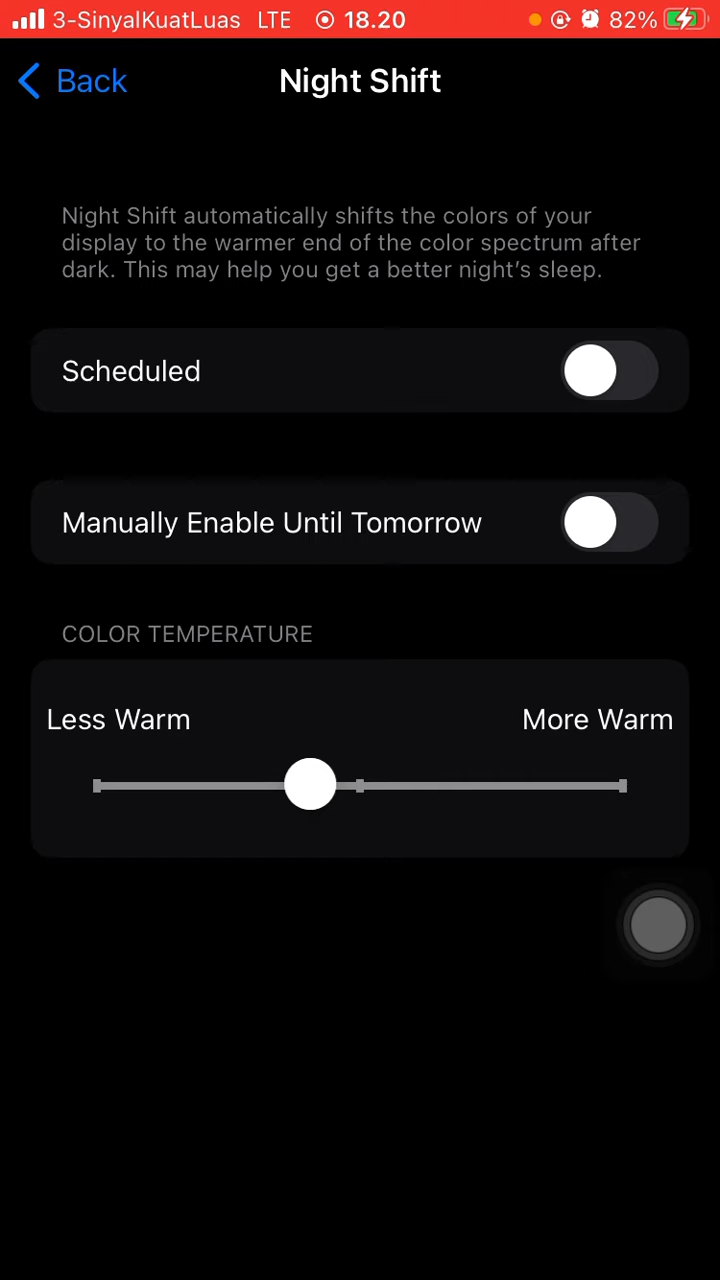 3-SinyalKuatLuas LTE 18.20 82%
Back Night Shift
Night Shift automatically shifts the colors of your
display to the warmer end of the color spectrum after
dark. This may help you get a better night's sleep.
Scheduled
Manually Enable Until Tomorrow
COLOR TEMPERATURE
Less Warm More Warm